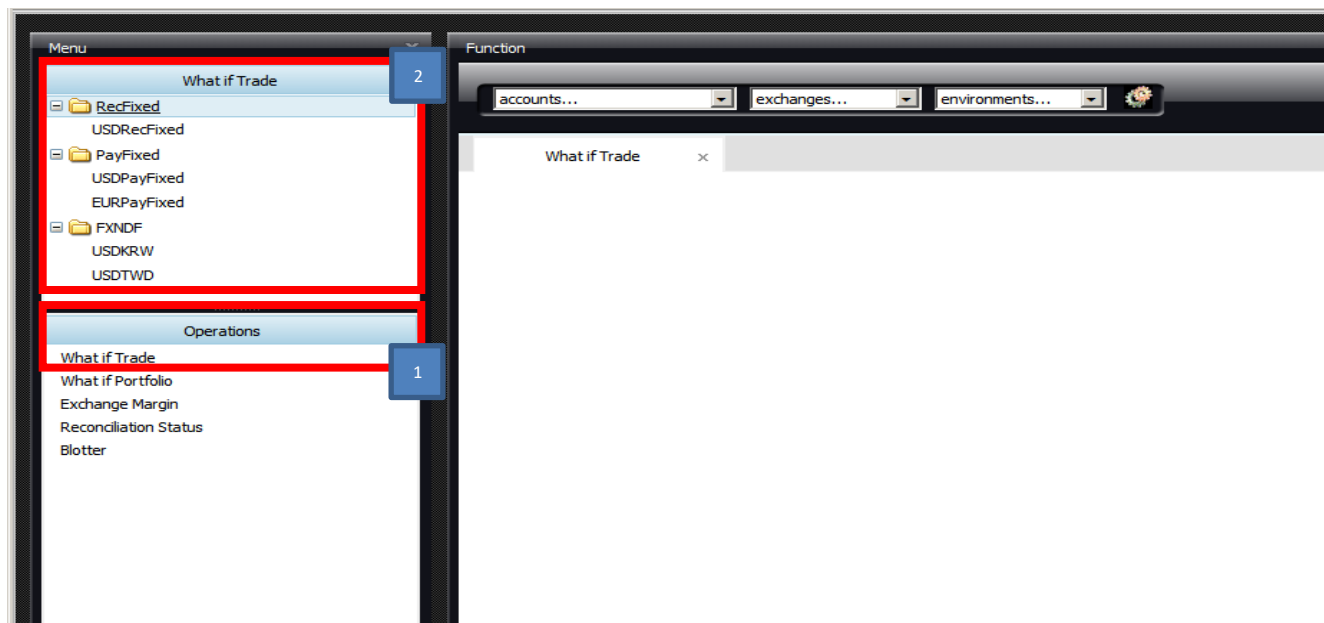 Menu
2
What if Trade
RecFixed
USDRecFixed
PayFixed
USDPayFixed
EURPayFixed
FXNDF
USDKRW
USDTWD
Operations
What if Trade
1
What if Portfolio
Exchange Margin
Reconciliation Status
Blotter
Function
accounts... exchanges... environments...
What if Trade ×